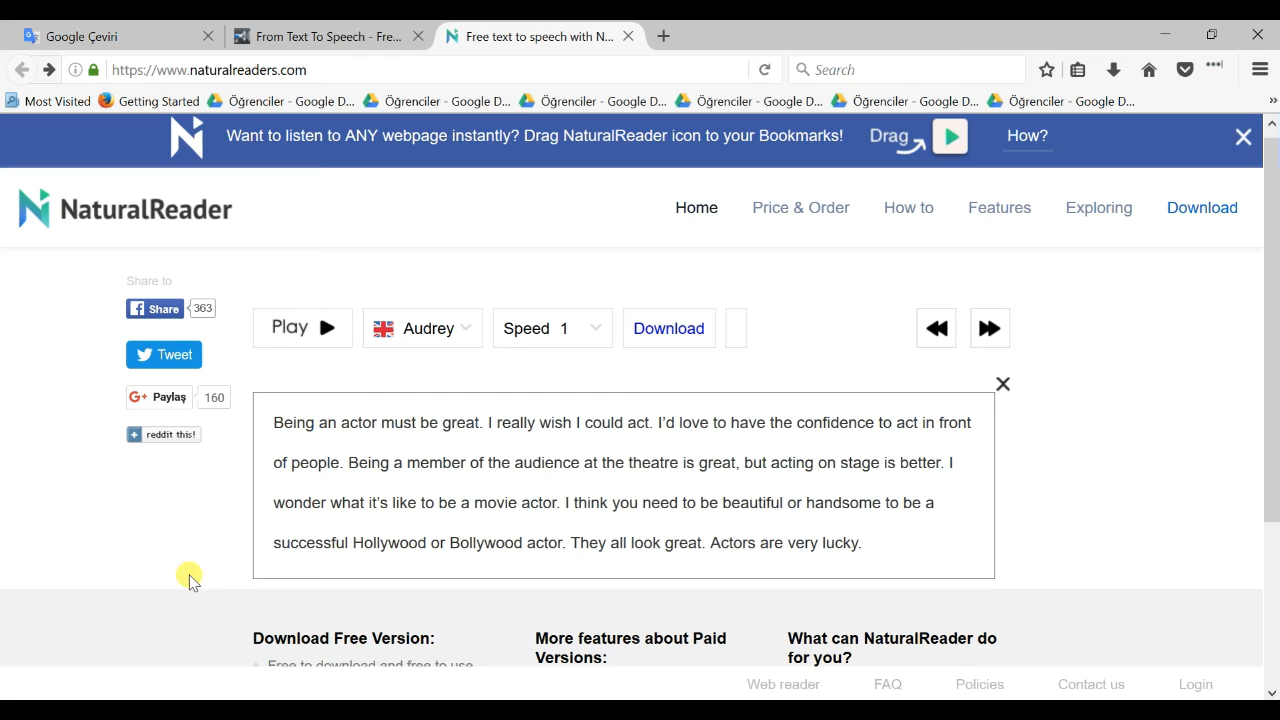 Google Çeviri
From Text To Speech - Fre...
Free text to speech with N...
https://www.naturalreaders.com
Search
Most Visited
Getting Started
Öğrenciler - Google D...
Öğrenciler - Google D...
Öğrenciler - Google D...
Öğrenciler - Google D...
Öğrenciler - Google D...
Öğrenciler - Google D...
Want to listen to ANY webpage instantly? Drag NaturalReader icon to your Bookmarks!
Drag
How?
NaturalReader
Home
Price & Order
How to
Features
Exploring
Download
Share to
Share
363
Tweet
G+ Paylaş
160
reddit this!
Play
Audrey
Speed 1
Download
Being an actor must be great. I really wish I could act. I’d love to have the confidence to act in front
of people. Being a member of the audience at the theatre is great, but acting on stage is better. I
wonder what it’s like to be a movie actor. I think you need to be beautiful or handsome to be a
successful Hollywood or Bollywood actor. They all look great. Actors are very lucky.
Download Free Version:
Free to download and free to use
More features about Paid
Versions:
What can NaturalReader do
for you?
Web reader
FAQ
Policies
Contact us
Login